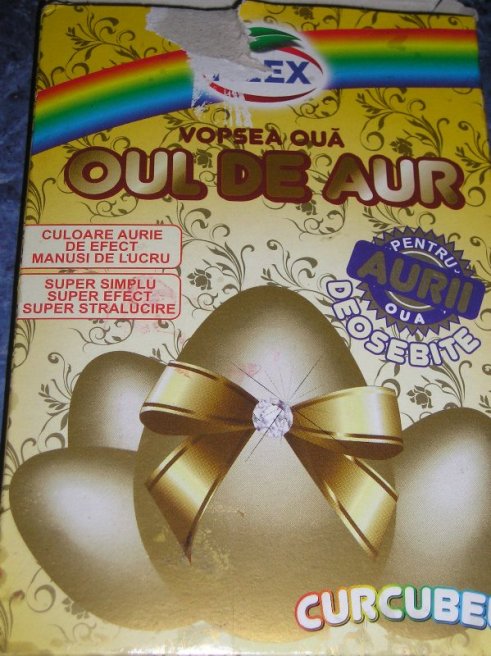 VOPSEA OUĂ
OUL DE AUR
CULOARE AURIE
DE EFECT
MANUSI DE LUCRU
SUPER SIMPLU
SUPER EFECT
SUPER STRALUCIRE
PENTRU
AURII
OUA
DEOSEBITE